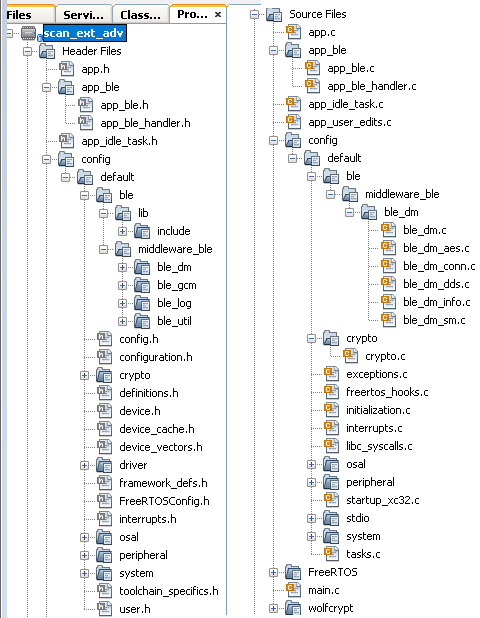 Files
Servi...
Class...
Pro...
scan_ext_adv
Header Files
app.h
app_ble
app_ble.h
app_ble_handler.h
app_idle_task.h
config
default
ble
lib
include
middleware_ble
ble_dm
ble_gcm
ble_log
ble_util
config.h
configuration.h
crypto
definitions.h
device.h
device_cache.h
device_vectors.h
driver
framework_defs.h
FreeRTOSConfig.h
interrupts.h
osal
peripheral
system
toolchain_specifics.h
user.h
Source Files
app.c
app_ble
app_ble.c
app_ble_handler.c
app_idle_task.c
app_user_edits.c
config
default
ble
middleware_ble
ble_dm
ble_dm.c
ble_dm_aes.c
ble_dm_conn.c
ble_dm_dds.c
ble_dm_info.c
ble_dm_sm.c
crypto
crypto.c
exceptions.c
freertos_hooks.c
initialization.c
interrupts.c
libc_syscalls.c
osal
peripheral
startup_xc32.c
stdio
system
tasks.c
FreeRTOS
main.c
wolfcrypt